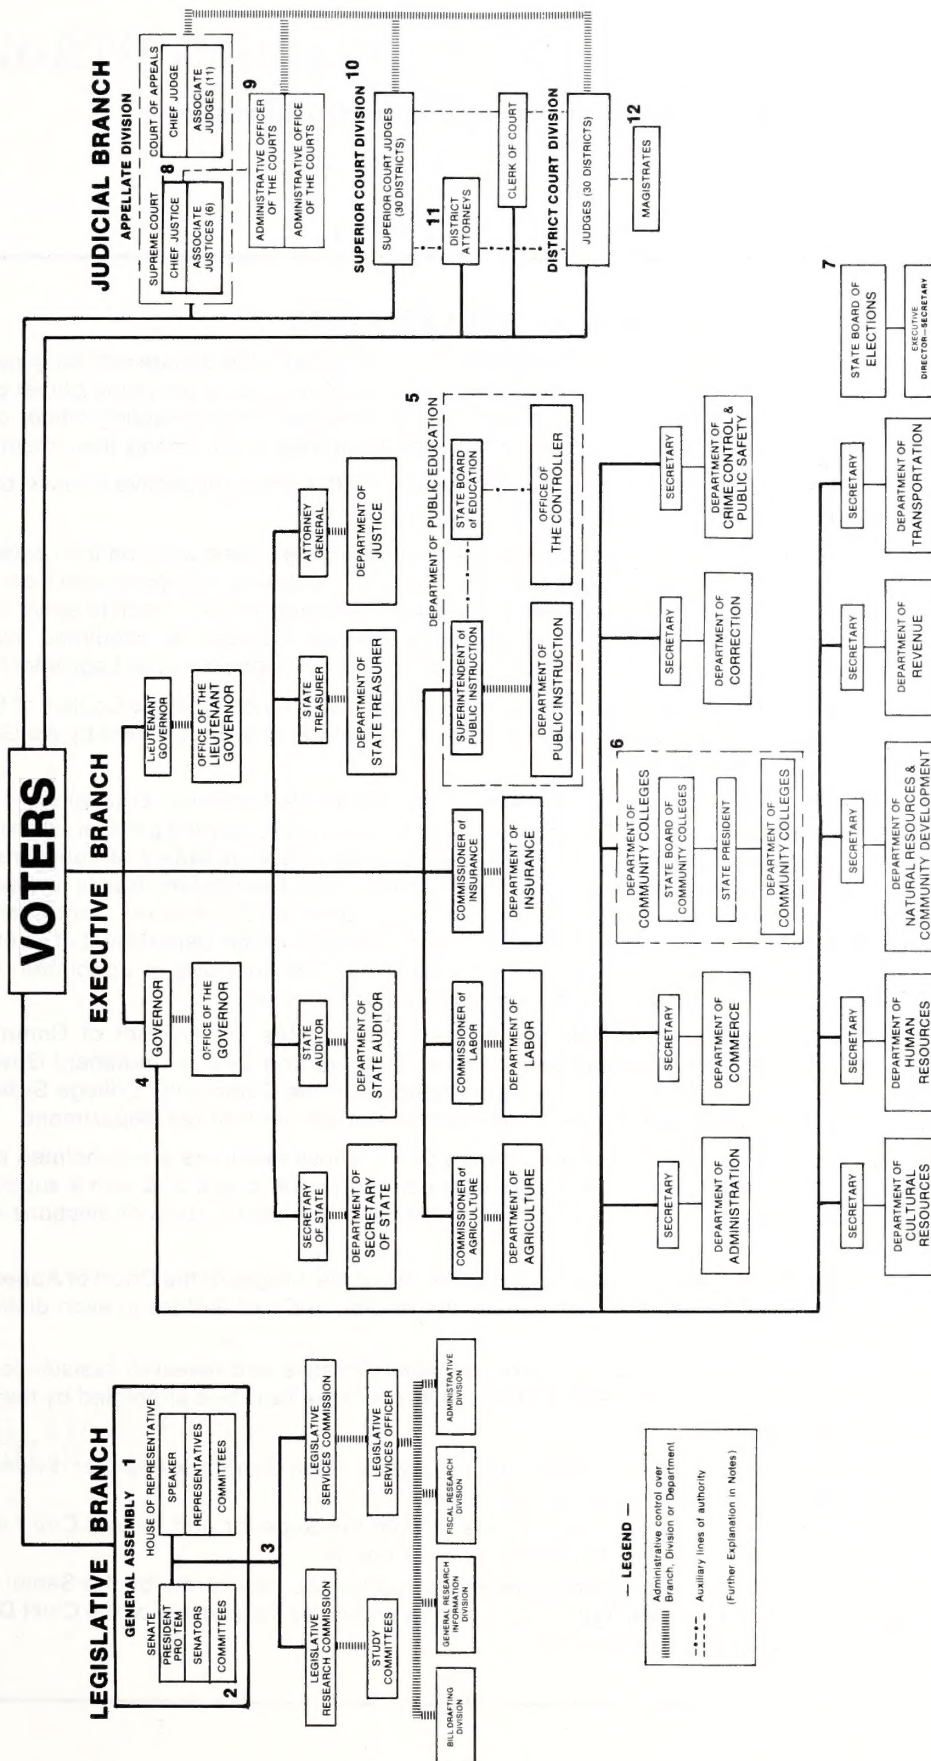 VOTERS
LEGISLATIVE BRANCH
GENERAL ASSEMBLY
1
SENATE
PRESIDENT
PRO TEM
SENATORS
COMMITTEES
HOUSE OF REPRESENTATIVE
SPEAKER
REPRESENTATIVES
COMMITTEES
2
3
LEGISLATIVE
RESEARCH COMMISSION
STUDY
COMMITTEES
LEGISLATIVE
SERVICES COMMISSION
LEGISLATIVE
SERVICES OFFICER
BILL DRAFTING
DIVISION
GENERAL RESEARCH
INFORMATION
DIVISION
FISCAL RESEARCH
DIVISION
ADMINISTRATIVE
DIVISION
EXECUTIVE BRANCH
4
GOVERNOR
OFFICE OF THE
GOVERNOR
LIEUTENANT
GOVERNOR
OFFICE OF THE
LIEUTENANT
GOVERNOR
SECRETARY
OF STATE
DEPARTMENT OF
SECRETARY
OF STATE
STATE
AUDITOR
DEPARTMENT OF
STATE AUDITOR
STATE
TREASURER
DEPARTMENT OF
STATE TREASURER
ATTORNEY
GENERAL
DEPARTMENT OF
JUSTICE
COMMISSIONER of
AGRICULTURE
DEPARTMENT OF
AGRICULTURE
COMMISSIONER of
LABOR
DEPARTMENT OF
LABOR
COMMISSIONER of
INSURANCE
DEPARTMENT OF
INSURANCE
DEPARTMENT OF PUBLIC EDUCATION
5
SUPERINTENDENT of
PUBLIC INSTRUCTION
DEPARTMENT OF
PUBLIC INSTRUCTION
STATE BOARD
of EDUCATION
OFFICE OF
THE CONTROLLER
SECRETARY
DEPARTMENT OF
ADMINISTRATION
SECRETARY
DEPARTMENT OF
COMMERCE
6
DEPARTMENT OF
COMMUNITY COLLEGES
STATE BOARD OF
COMMUNITY COLLEGES
STATE PRESIDENT
DEPARTMENT OF
COMMUNITY COLLEGES
SECRETARY
DEPARTMENT OF
CORRECTION
SECRETARY
DEPARTMENT OF
CRIME CONTROL &
PUBLIC SAFETY
SECRETARY
DEPARTMENT OF
CULTURAL
RESOURCES
SECRETARY
DEPARTMENT OF
HUMAN
RESOURCES
SECRETARY
DEPARTMENT OF
NATURAL RESOURCES &
COMMUNITY DEVELOPMENT
SECRETARY
DEPARTMENT OF
REVENUE
SECRETARY
DEPARTMENT OF
TRANSPORTATION
7
STATE BOARD OF
ELECTIONS
EXECUTIVE
DIRECTOR—SECRETARY
JUDICIAL BRANCH
APPELLATE DIVISION
SUPREME COURT
CHIEF JUSTICE
ASSOCIATE
JUSTICES (6)
8
COURT OF APPEALS
CHIEF JUDGE
ASSOCIATE
JUDGES (11)
9
ADMINISTRATIVE OFFICER
OF THE COURTS
ADMINISTRATIVE OFFICE
OF THE COURTS
SUPERIOR COURT DIVISION
10
SUPERIOR COURT JUDGES
(30 DISTRICTS)
11
DISTRICT
ATTORNEYS
CLERK OF COURT
DISTRICT COURT DIVISION
JUDGES (30 DISTRICTS)
12
MAGISTRATES
— LEGEND —
Administrative control over
Branch, Division or Department
Auxiliary lines of authority
(Further Explanation in Notes)